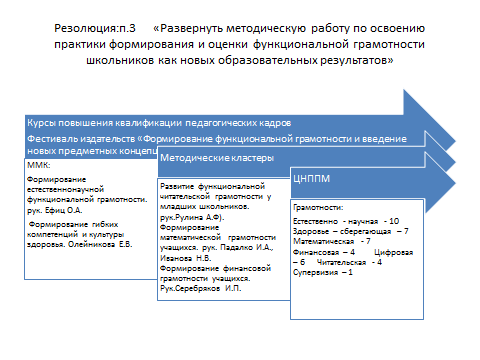 Резолюция:п.3 «Развернуть методическую работу по освоению
практики формирования и оценки функциональной грамотности
школьников как новых образовательных результатов»
Курсы повышения квалификации педагогических кадров
Фестиваль издательств «Формирование функциональной грамотности и введение
новых предметных концепц
ММК:
Формирование
естественнонаучной
функциональной грамотности.
рук. Ефиц О.А.
Формирование гибких
компетенций и культуры
здоровья. Олейникова Е.В.
Методические кластеры
Развитие функциональной
читательской грамотности у
младших школьников.
рук.Рулина А.Ф).
Формирование
математической грамотности
учащихся. рук. Падалко И.А.,
Иванова Н.В.
Формирование финансовой
грамотности учащихся.
Рук.Серебряков И.П.
ЦНППМ
Грамотности:
Естественно - научная - 10
Здоровье – сберегающая – 7
Математическая - 7
Финансовая – 4 Цифровая
– 6 Читательская - 4
Супервизия – 1